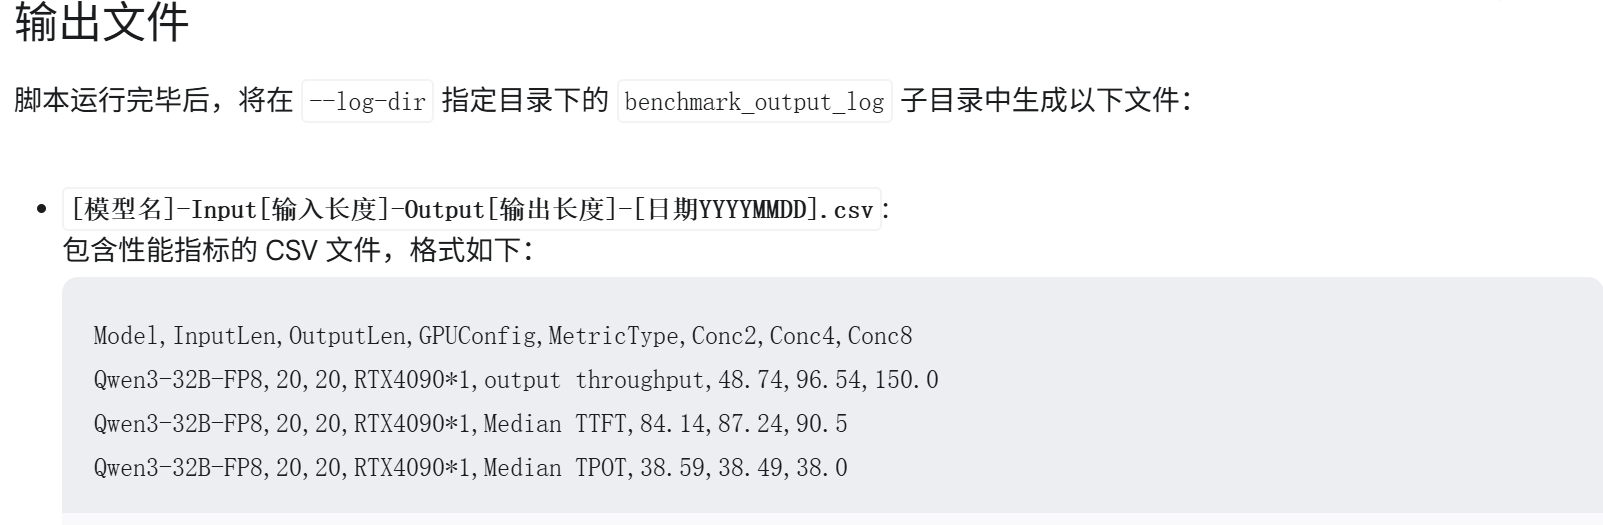 输出文件
脚本运行完毕后，将在 --log-dir 指定目录下的 benchmark_output_log 子目录中生成以下文件：
• [模型名]-Input[输入长度]-Output[输出长度]-[日期YYYYMMDD].csv：
包含性能指标的 CSV 文件，格式如下：
Model,InputLen,OutputLen,GPUConfig,MetricType,Conc2,Conc4,Conc8
Qwen3-32B-FP8,20,20,RTX4090*1,output throughput,48.74,96.54,150.0
Qwen3-32B-FP8,20,20,RTX4090*1,Median TTFT,84.14,87.24,90.5
Qwen3-32B-FP8,20,20,RTX4090*1,Median TPOT,38.59,38.49,38.0